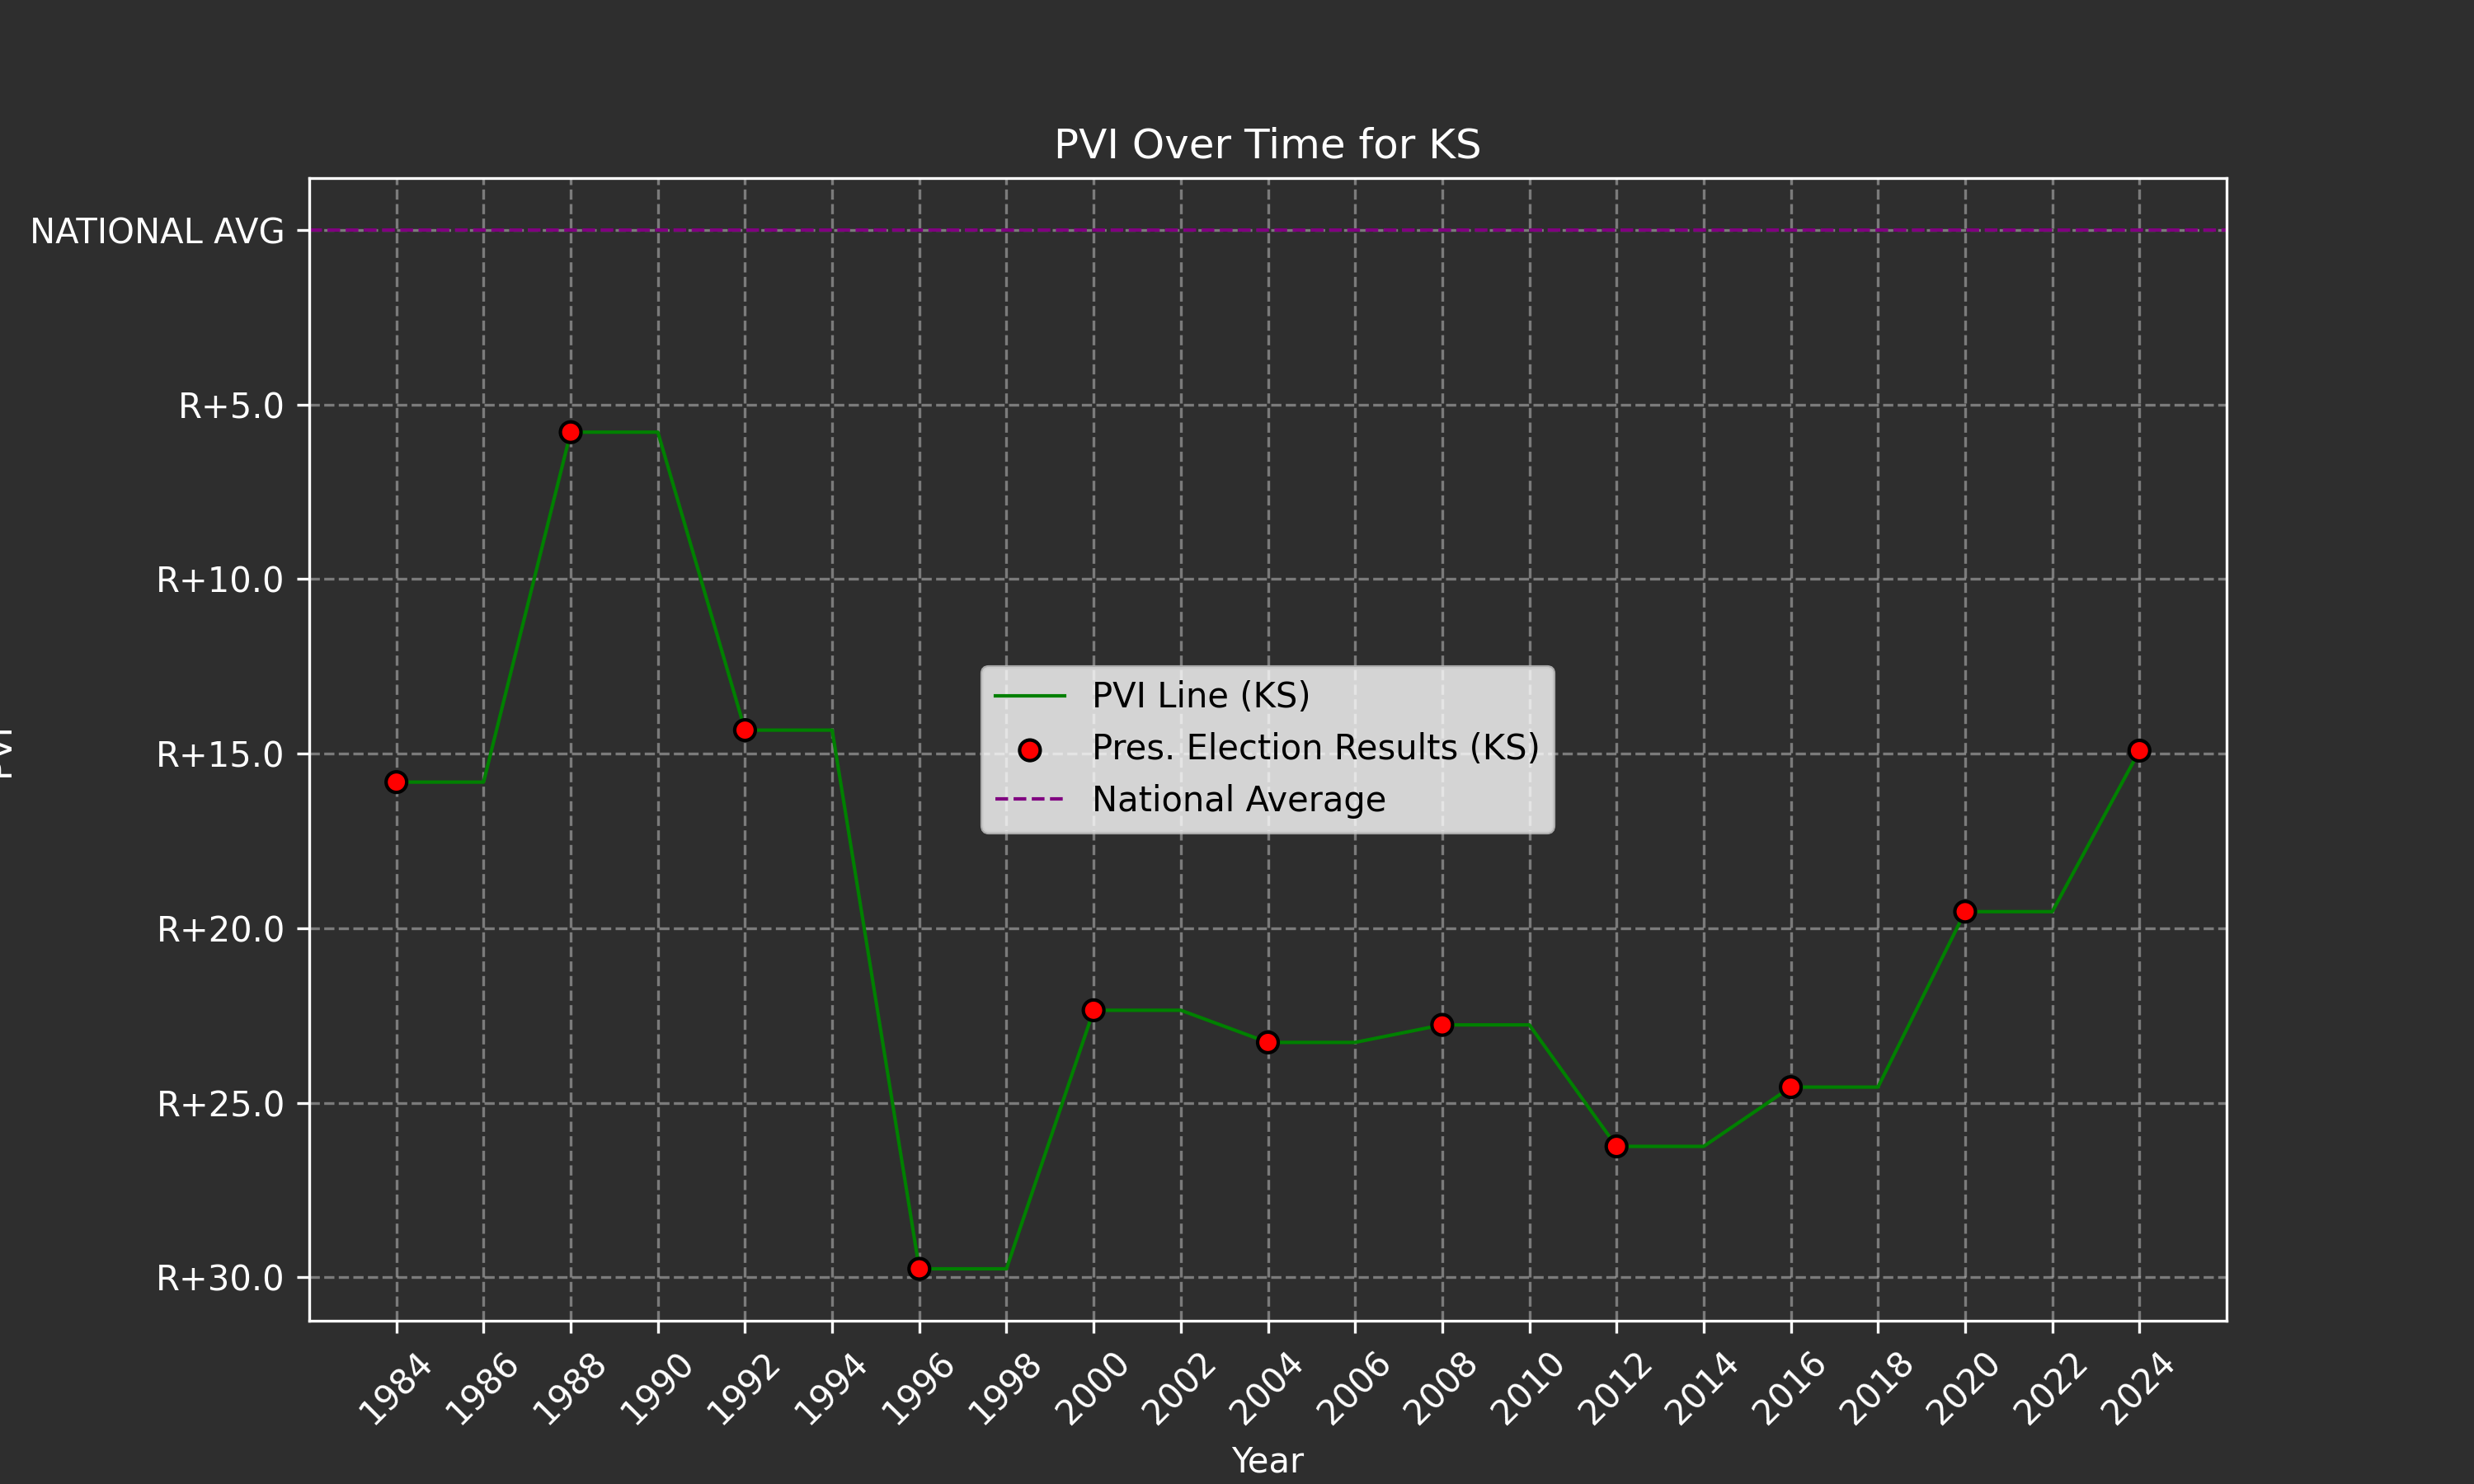 PVI Over Time for KS
NATIONAL AVG
R+5.0
R+10.0
R+15.0
R+20.0
R+25.0
R+30.0
PVI
PVI Line (KS)
Pres. Election Results (KS)
National Average
1984
1986
1988
1990
1992
1994
1996
1998
2000
2002
2004
2006
2008
2010
2012
2014
2016
2018
2020
2022
2024
Year